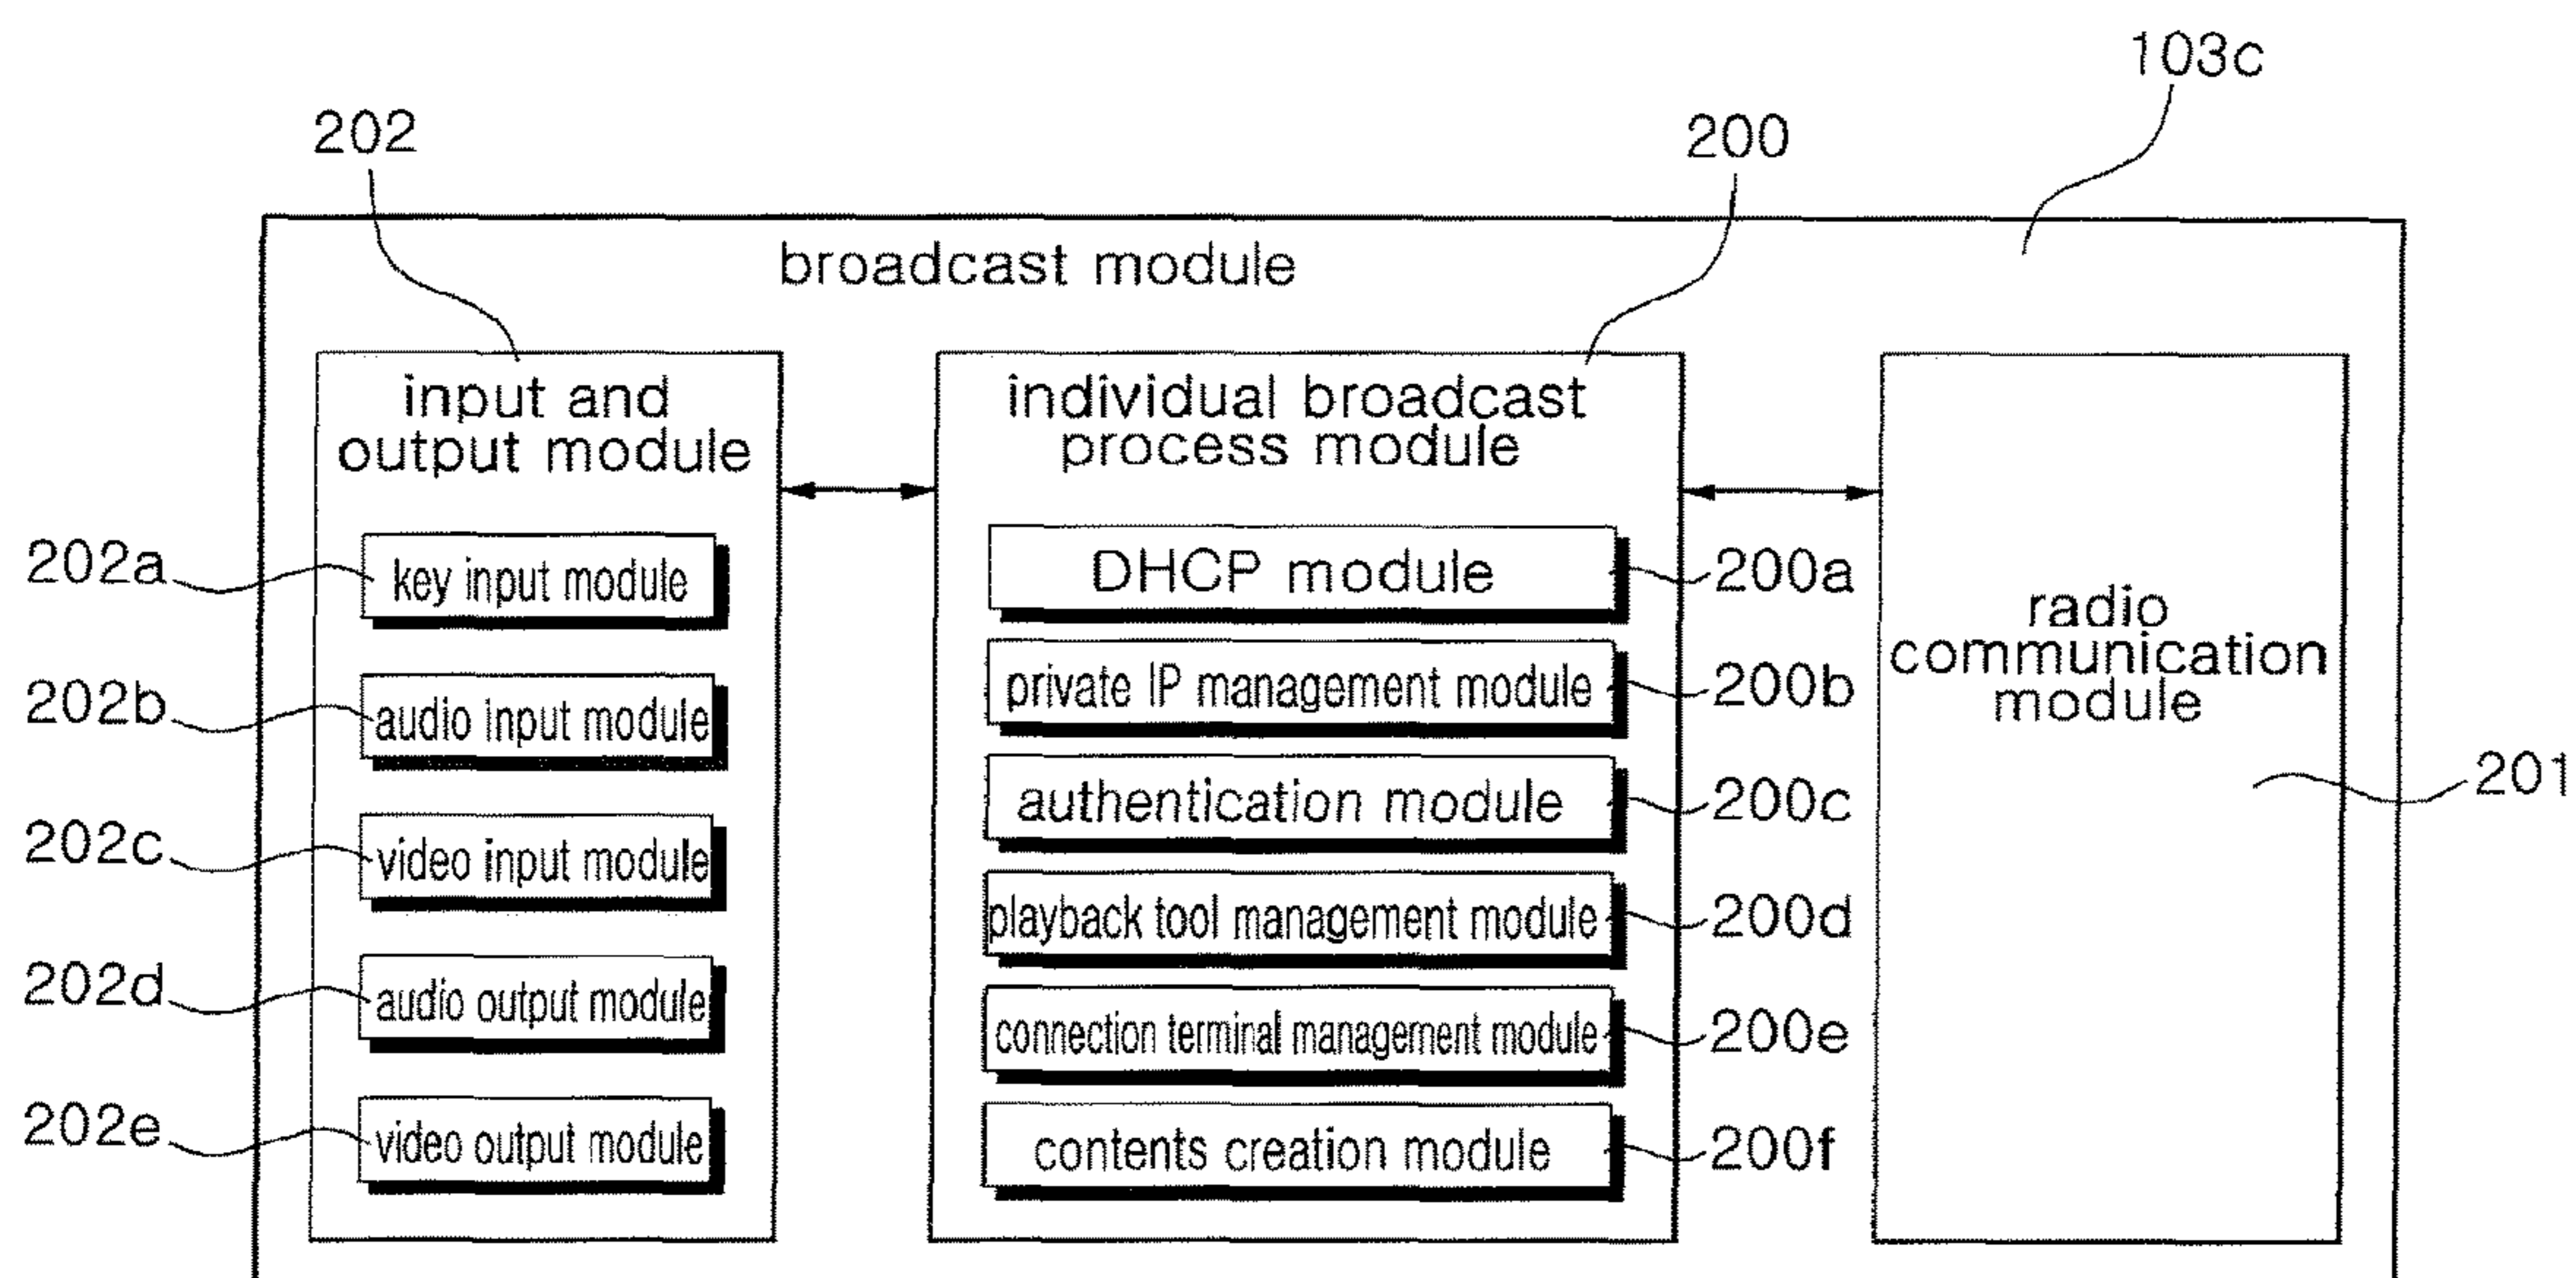 103c
202
200
broadcast module
input and
output module
individual broadcast
process module
202a
key input module
202b
audio input module
202c
video input module
202d
audio output module
202e
video output module
DHCP module
200a
private IP management module
200b
authentication module
200c
playback tool management module
200d
connection terminal management module
200e
contents creation module
200f
radio
communication
module
201